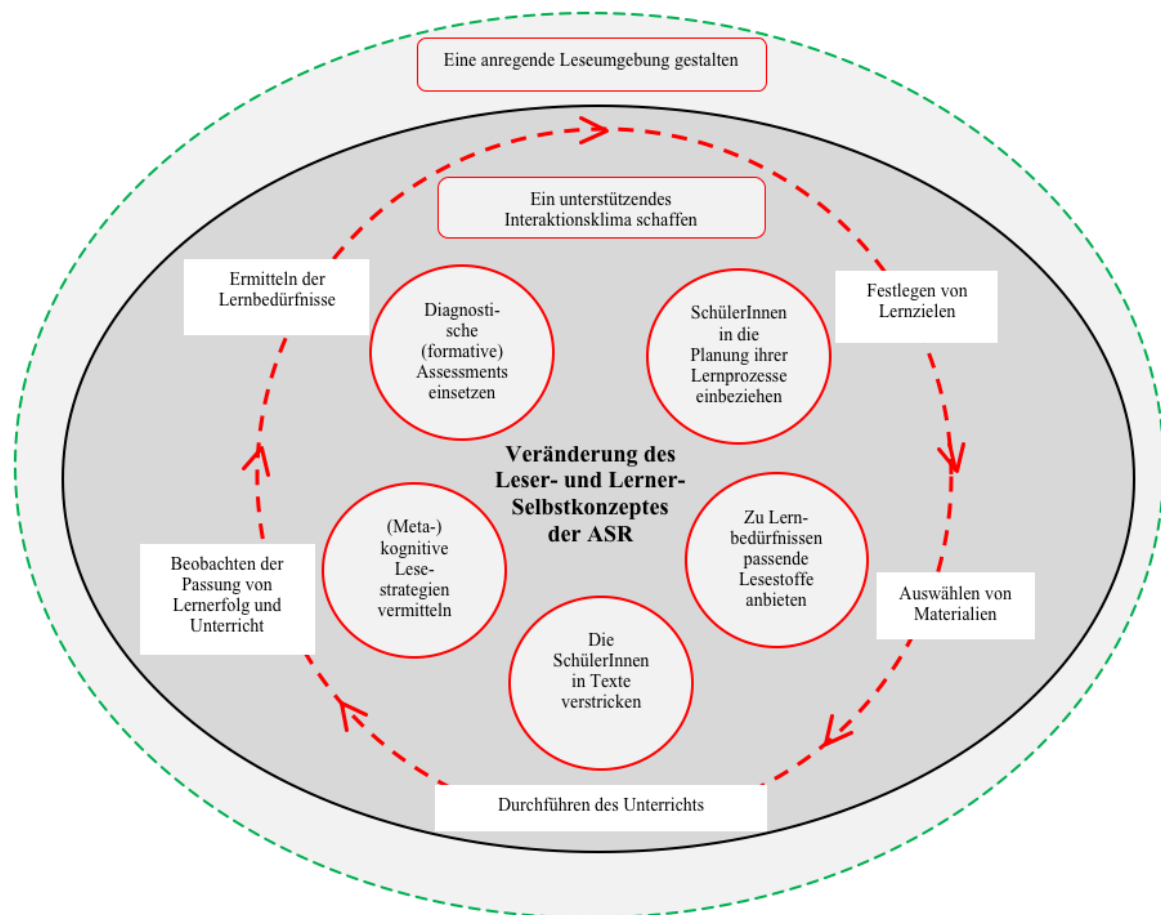 Eine anregende Leseumgebung gestalten
Ein unterstützendes
Interaktionsklima schaffen
Ermitteln der
Lernbedürfnisse
Diagnosti-
sche
(formative)
Assessments
einsetzen
SchülerInnen
in die
Planung ihrer
Lernprozesse
einbeziehen
Festlegen von
Lernzielen
Veränderung des
Leser- und Lerner-
Selbstkonzeptes
der ASR
(Meta-)
kognitive
Lese-
strategien
vermitteln
Zu Lern-
bedürfnissen
passende
Lesestoffe
anbieten
Beobachten der
Passung von
Lernerfolg und
Unterricht
Auswählen von
Materialien
Die
SchülerInnen
in Texte
verstricken
Durchführen des Unterrichts